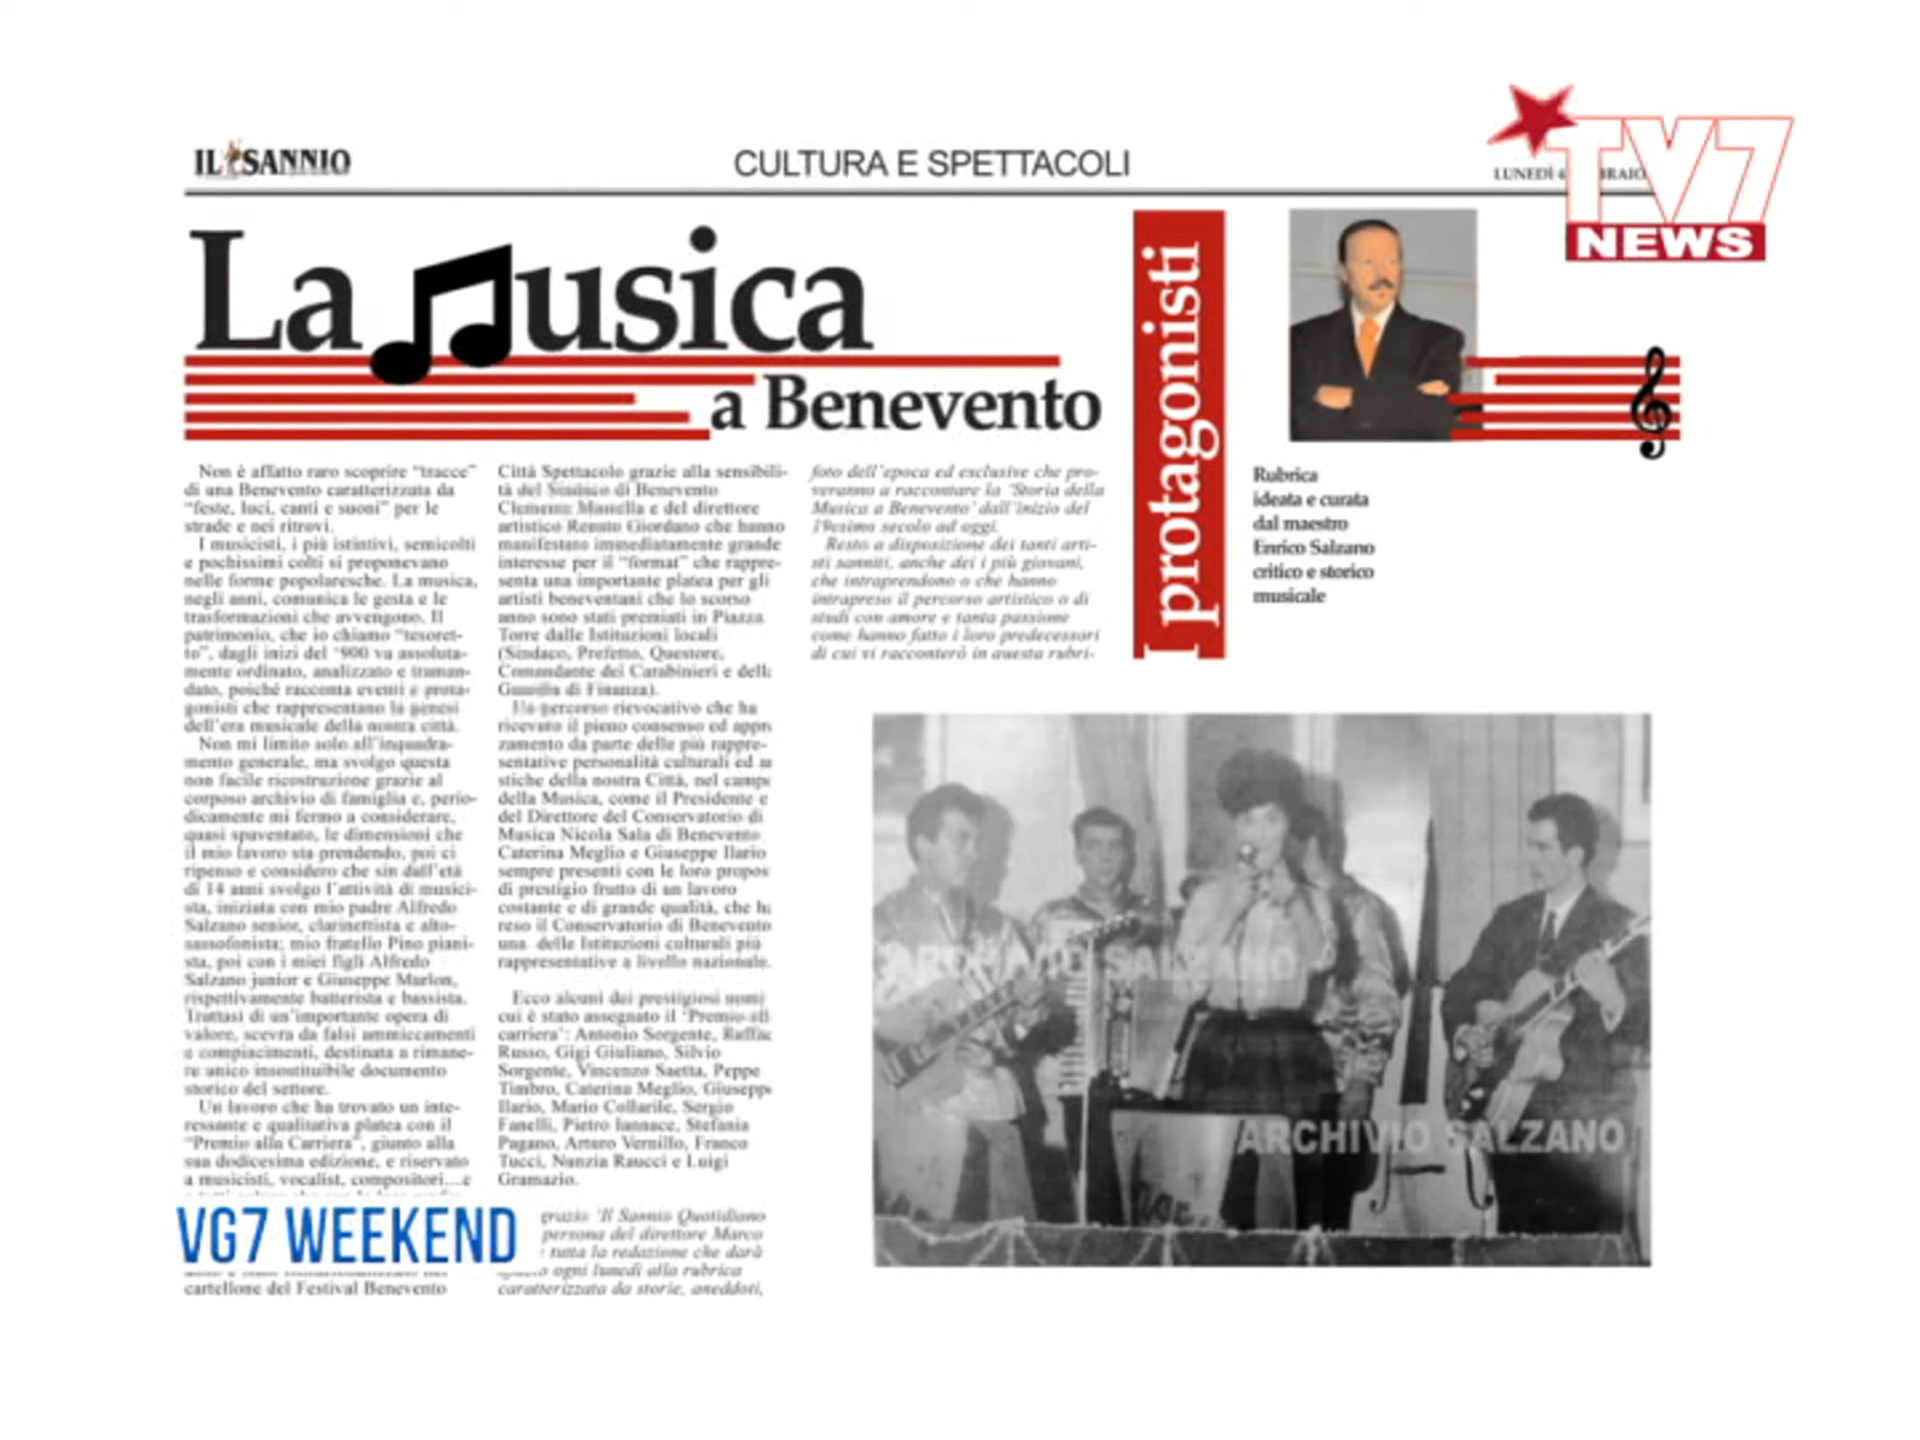 IL SANNIO
CULTURA E SPETTACOLI
LUNEDÌ
TV7
NEWS
La musica
a Benevento
I protagonisti
Rubrica
ideata e curata
dal maestro
Enrico Salzano
critico e storico
musicale
Non è affatto raro scoprire "tracce"
di una Benevento caratterizzata da
"feste, luci, canti e suoni" per le
strade e nei ritrovi.
I musicisti, i più istintivi, semicolti
e pochissimi colti si proponevano
nelle forme popolaresche. La musica,
negli anni, comunica le gesta e le
trasformazioni che avvengono. Il
patrimonio, che io chiamo "tesoret-
to", dagli inizi del '900 va assoluta-
mente ordinato, analizzato e traman-
dato, poiché racconta eventi e prota-
gonisti che rappresentano la genesi
dell'era musicale della nostra città.
Non mi limito solo all'inquadra-
mento generale, ma svolgo questa
non facile ricostruzione grazie al
corposo archivio di famiglia e, perio-
dicamente mi fermo a considerare,
quasi spaventato, le dimensioni che
il mio lavoro sta prendendo, poi ci
ripenso e considero che sin dall'età
di 14 anni svolgo l'attività di musici-
sta, iniziata con mio padre Alfredo
Salzano senior, clarinettista e alto-
sassofonista; mio fratello Pino piani-
sta, poi con i miei figli Alfredo
Salzano junior e Giuseppe Marlon,
rispettivamente batterista e bassista.
Trattasi di un'importante opera di
valore, scevra da falsi ammiccamenti
e compiacimenti, destinata a rimane-
re unico insostituibile documento
storico del settore.
Un lavoro che ha trovato un inte-
ressante e qualitativa platea con il
"Premio alla Carriera", giunto alla
sua dodicesima edizione, e riservato
a musicisti, vocalist, compositori...e
cartellone del Festival Benevento
Città Spettacolo grazie alla sensibili-
tà del Sindaco di Benevento
Clemente Mastella e del direttore
artistico Renato Giordano che hanno
manifestato immediatamente grande
interesse per il "format" che rappre-
senta una importante platea per gli
artisti beneventani che lo scorso
anno sono stati premiati in Piazza
Torre dalle Istituzioni locali
(Sindaco, Prefetto, Questore,
Comandante dei Carabinieri e della
Guardia di Finanza).
Un percorso rievocativo che ha
ricevuto il pieno consenso ed appr
zamento da parte delle più rappre-
sentative personalità culturali ed ar
stiche della nostra Città, nel campo
della Musica, come il Presidente e
del Direttore del Conservatorio di
Musica Nicola Sala di Benevento
Caterina Meglio e Giuseppe Ilario
sempre presenti con le loro propos
di prestigio frutto di un lavoro
costante e di grande qualità, che ha
reso il Conservatorio di Benevento
una delle Istituzioni culturali più
rappresentative a livello nazionale.
Ecco alcuni dei prestigiosi nomi
cui è stato assegnato il 'Premio all
carriera': Antonio Sorgente, Raffae
Russo, Gigi Giuliano, Silvio
Sorgente, Vincenzo Saetta, Peppe
Timbro, Caterina Meglio, Giuseppe
Ilario, Mario Collarile, Sergio
Fanelli, Pietro Iannace, Stefania
Pagano, Arturo Vernillo, Franco
Tucci, Nunzia Raucci e Luigi
Gramazio.
grazio 'Il Sannio Quotidiano
persona del direttore Marco
tutta la redazione che darà
ogni lunedì alla rubrica
caratterizzata da storie, aneddoti,
foto dell'epoca ed esclusive che pro-
veranno a raccontare la 'Storia della
Musica a Benevento' dall'inizio del
19esimo secolo ad oggi.
Resto a disposizione dei tanti arti-
sti sanniti, anche dei i più giovani,
che intraprendono o che hanno
intrapreso il percorso artistico o di
studi con amore e tanta passione
come hanno fatto i loro predecessori
di cui vi racconterò in questa rubri-
ARCHIVIO SALZANO
ARCHIVIO SALZANO
VG7 WEEKEND